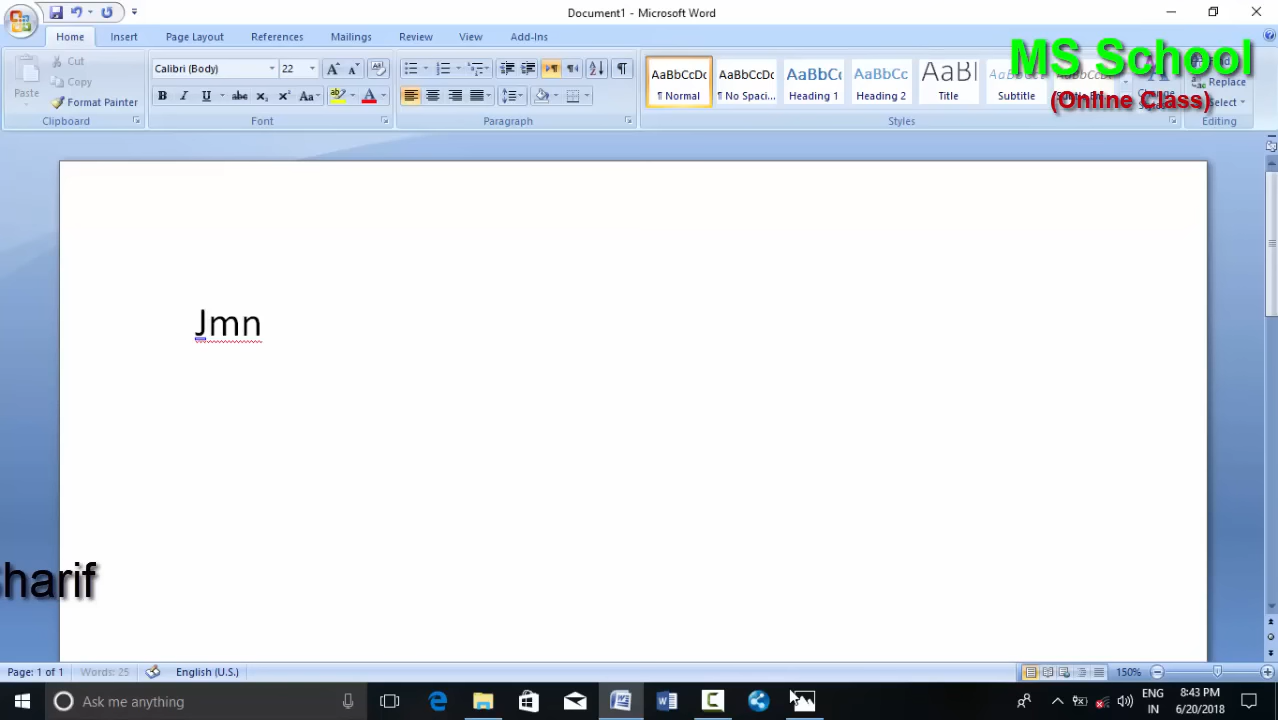 Document1 - Microsoft Word
Home Insert Page Layout References Mailings Review View Add-Ins
MS School
(Online Class)
Paste
Cut
Copy
Format Painter
Clipboard
Calibri (Body) 22
Font
Paragraph
AaBbCcDc AaBbCcDc AaBbC AaBbCc AaB
¶ Normal ¶ No Spaci... Heading 1 Heading 2 Title Subtitle
Styles
Replace
Select
Editing
Jmn
harif
Page: 1 of 1 Words: 25 English (U.S.) 150%
Ask me anything
ENG
IN
8:43 PM
6/20/2018